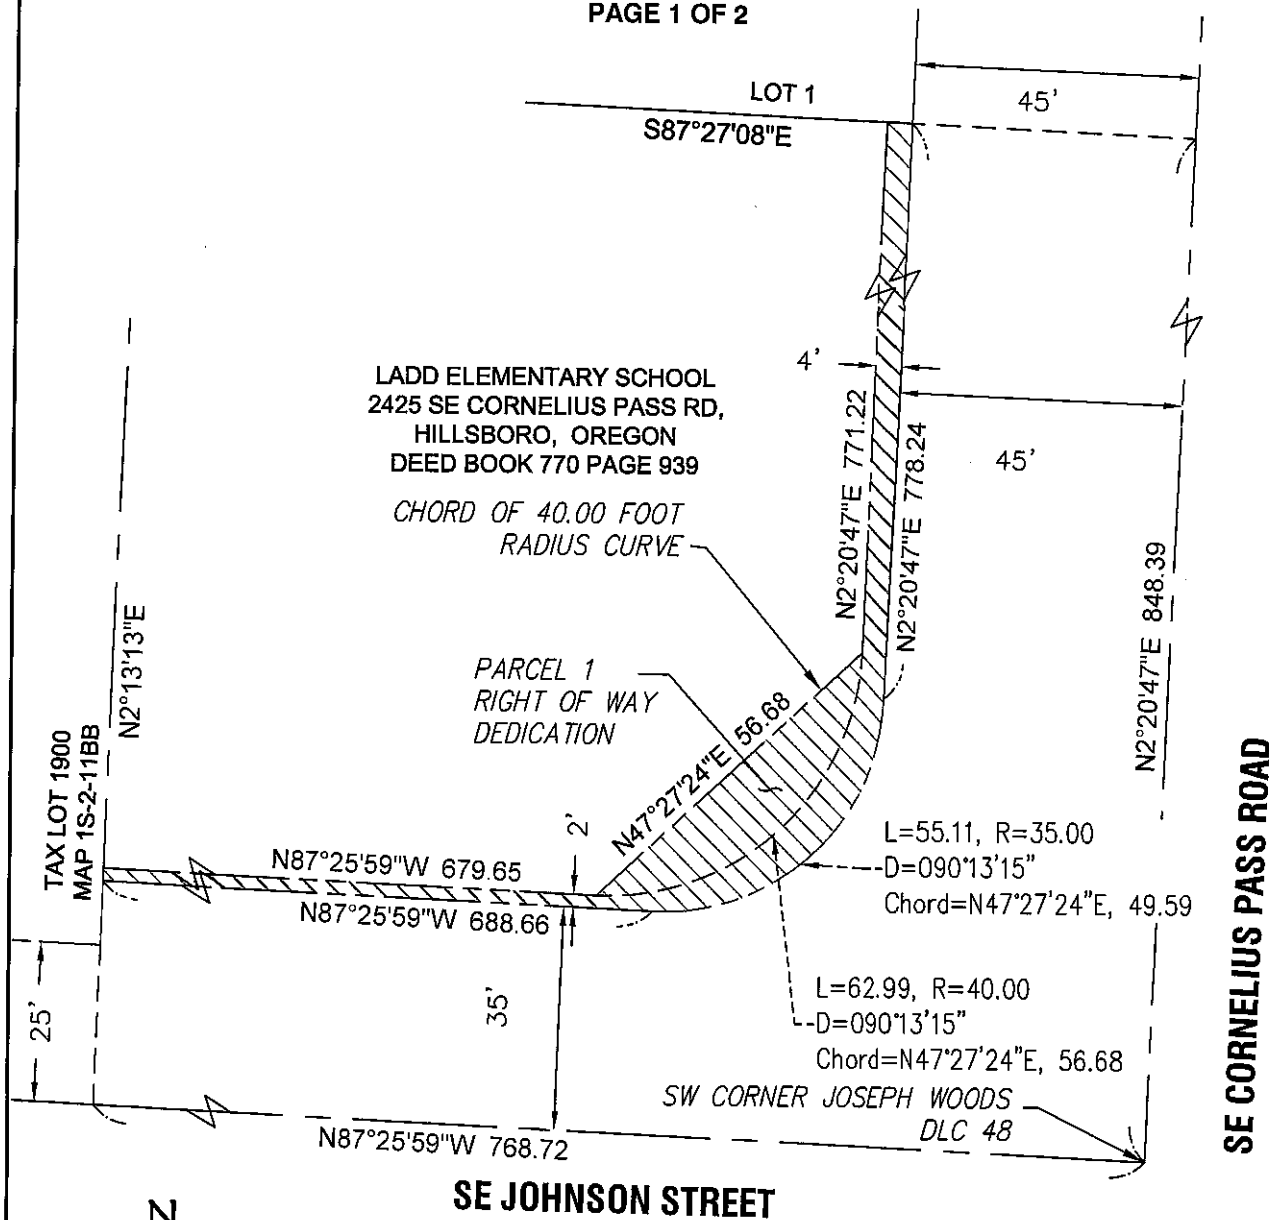 PAGE 1 OF 2
LOT 1
S87°27'08"E
45'
4'
45'
LADD ELEMENTARY SCHOOL
2425 SE CORNELIUS PASS RD,
HILLSBORO, OREGON
DEED BOOK 770 PAGE 939
CHORD OF 40.00 FOOT
RADIUS CURVE
N2°20'47"E 771.22
N2°20'47"E 778.24
N2°20'47"E 848.39
N2°13'13"E
TAX LOT 1900
MAP 1S-2-11BB
PARCEL 1
RIGHT OF WAY
DEDICATION
N47°27'24"E 56.68
2'
N87°25'59"W 679.65
N87°25'59"W 688.66
L=55.11, R=35.00
D=090°13'15"
Chord=N47°27'24"E, 49.59
L=62.99, R=40.00
D=090°13'15"
Chord=N47°27'24"E, 56.68
25'
35'
SW CORNER JOSEPH WOODS
DLC 48
N87°25'59"W 768.72
SE JOHNSON STREET
SE CORNELIUS PASS ROAD
N